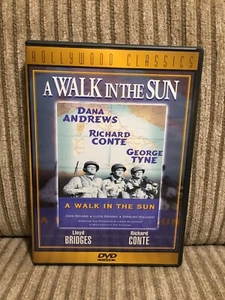 HOLLYWOOD CLASSICS
A WALK IN THE SUN
DANA
ANDREWS
RICHARD
CONTE
GEORGE
TYNE
A WALK IN THE SUN
Lloyd
BRIDGES
Richard
CONTE
DVD